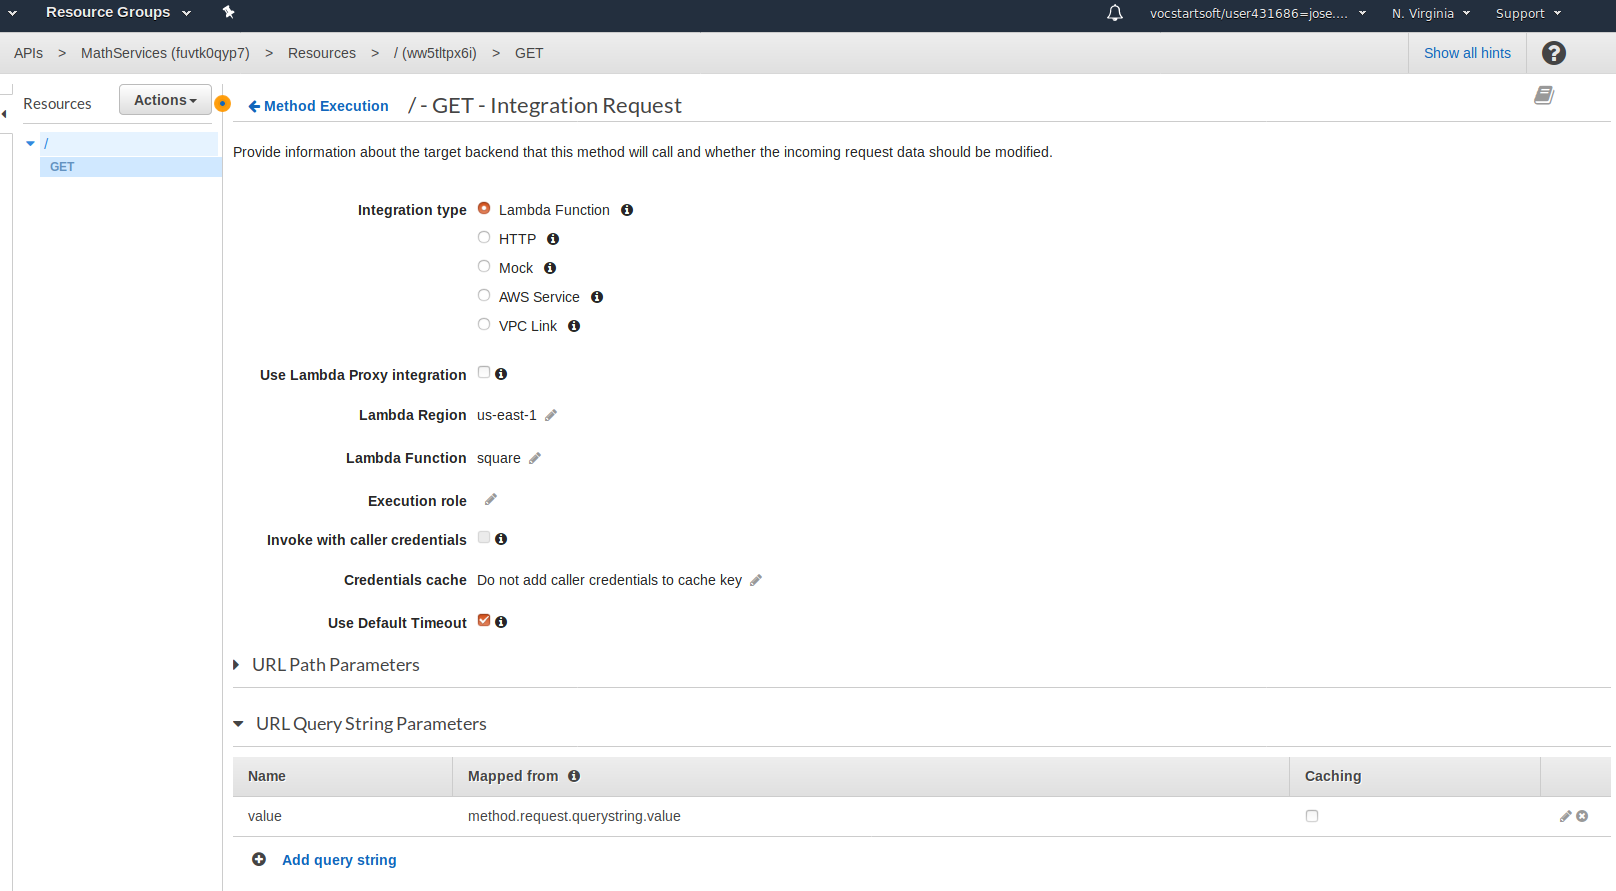 Resource Groups vocstartsoft/user431686=jose.... N. Virginia Support
APIs > MathServices (fuvtk0qyp7) > Resources > / (ww5tltpx6i) > GET Show all hints ?
Resources Actions Method Execution / - GET - Integration Request
/
GET
Provide information about the target backend that this method will call and whether the incoming request data should be modified.
Integration type Lambda Function
HTTP
Mock
AWS Service
VPC Link
Use Lambda Proxy integration
Lambda Region us-east-1
Lambda Function square
Execution role
Invoke with caller credentials
Credentials cache Do not add caller credentials to cache key
Use Default Timeout
URL Path Parameters
URL Query String Parameters
Name Mapped from Caching
value method.request.querystring.value
Add query string